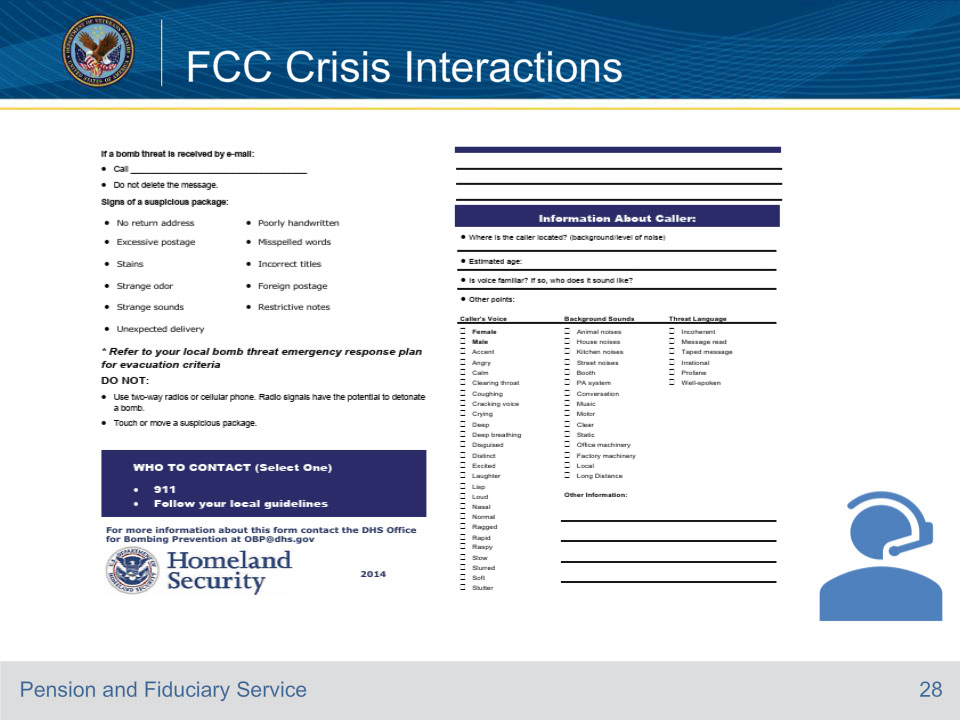 FCC Crisis Interactions
If a bomb threat is received by e-mail:
• Call ___________________________________
• Do not delete the message.
Signs of a suspicious package:
• No return address
• Excessive postage
• Stains
• Strange odor
• Strange sounds
• Unexpected delivery
• Poorly handwritten
• Misspelled words
• Incorrect titles
• Foreign postage
• Restrictive notes
* Refer to your local bomb threat emergency response plan
for evacuation criteria
DO NOT:
• Use two-way radios or cellular phone. Radio signals have the potential to detonate
a bomb.
• Touch or move a suspicious package.
WHO TO CONTACT (Select One)
• 911
• Follow your local guidelines
For more information about this form contact the DHS Office
for Bombing Prevention at OBP@dhs.gov
Homeland
Security
2014
Information About Caller:
• Where is the caller located? (background/level of noise)
• Estimated age:
• Is voice familiar? If so, who does it sound like?
• Other points:
Caller's Voice
☐ Female
☐ Male
☐ Accent
☐ Angry
☐ Calm
☐ Clearing throat
☐ Coughing
☐ Cracking voice
☐ Crying
☐ Deep
☐ Deep breathing
☐ Disguised
☐ Distinct
☐ Excited
☐ Laughter
☐ Lisp
☐ Loud
☐ Nasal
☐ Normal
☐ Ragged
☐ Rapid
☐ Raspy
☐ Slow
☐ Slurred
☐ Soft
☐ Stutter
Background Sounds
☐ Animal noises
☐ House noises
☐ Kitchen noises
☐ Street noises
☐ Booth
☐ PA system
☐ Conversation
☐ Music
☐ Motor
☐ Clear
☐ Static
☐ Office machinery
☐ Factory machinery
☐ Local
☐ Long Distance
Other Information:
Threat Language
☐ Incoherent
☐ Message read
☐ Taped message
☐ Irrational
☐ Profane
☐ Well-spoken
Pension and Fiduciary Service
28